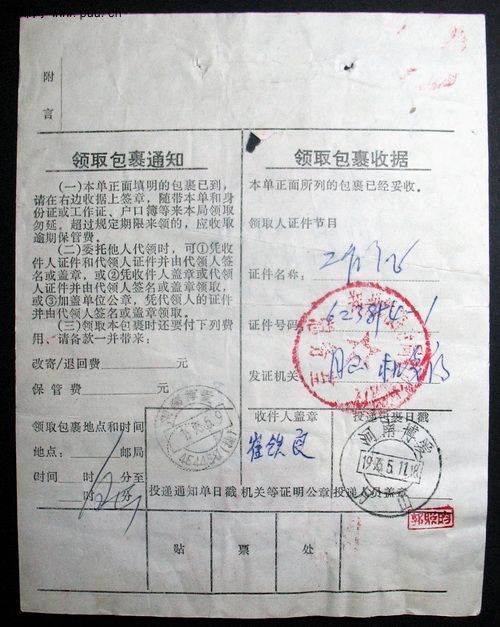 附
言
领取包裹通知
(一)本单正面填明的包裹已到,
请在右边收据上签章,随带本单和身
份证或工作证、户口簿等来本局领取
勿延。超过规定期限来领的,应收取
逾期保管费。
(二)委托他人代领时,可①凭收
件人证件和代领人证件并由代领人签
名或盖章,或②凭收件人盖章或代领
人证件并由代领人签名或盖章领取,
或③加盖单位公章,凭代领人的证件
并由代领人签名或盖章领取。
(三)领取本包裹时还要付下列费
用,请备款一并带来:
改寄/退回费 元
保管费 元
领取包裹地点和时间
地点: 邮局
时间 时 分至
时 分
领取包裹收据
本单正面所列的包裹已经妥收。
领取人证件节目
证件名称:
证件号码:
发证机关:
收件人盖章
崔铁良
投递包裹日戳
河南博爱
投递通知单日戳
机关等证明公章
投递人员盖章
贴 票 处